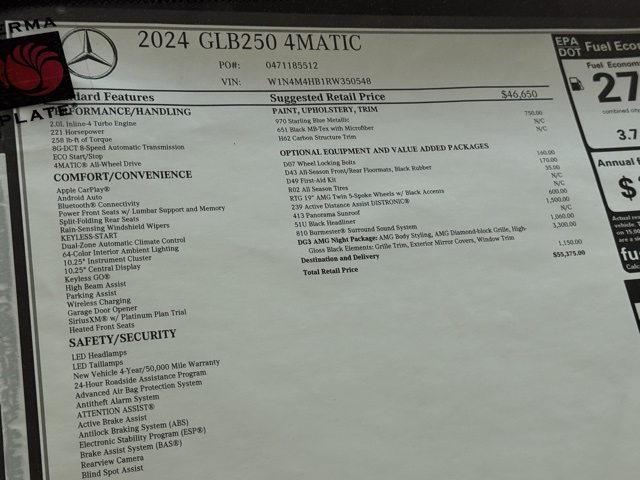 ERMA
PLATE®
2024 GLB250 4MATIC
PO#: 0471185512
VIN: W1N4M4HB1RW350548
dard Features
Suggested Retail Price $46,650
PERFORMANCE/HANDLING
2.0L Inline-4 Turbo Engine
221 Horsepower
258 lb-ft of Torque
8G-DCT 8-Speed Automatic Transmission
ECO Start/Stop
4MATIC® All-Wheel Drive
COMFORT/CONVENIENCE
Apple CarPlay®
Android Auto
Bluetooth® Connectivity
Power Front Seats w/ Lumbar Support and Memory
Split-Folding Rear Seats
Rain-Sensing Windshield Wipers
KEYLESS-START
Dual-Zone Automatic Climate Control
64-Color Interior Ambient Lighting
10.25" Instrument Cluster
10.25" Central Display
Keyless GO®
High Beam Assist
Parking Assist
Wireless Charging
Garage Door Opener
SiriusXM® w/ Platinum Plan Trial
Heated Front Seats
SAFETY/SECURITY
LED Headlamps
LED Taillamps
New Vehicle 4-Year/50,000 Mile Warranty
24-Hour Roadside Assistance Program
Advanced Air Bag Protection System
Antitheft Alarm System
ATTENTION ASSIST®
Active Brake Assist
Antilock Braking System (ABS)
Electronic Stability Program (ESP®)
Brake Assist System (BAS®)
Rearview Camera
Blind Spot Assist
PAINT, UPHOLSTERY, TRIM
970 Starling Blue Metallic 750.00
651 Black MB-Tex with Microfiber N/C
H62 Carbon Structure Trim N/C
OPTIONAL EQUIPMENT AND VALUE ADDED PACKAGES
D07 Wheel Locking Bolts 160.00
D43 All-Season Front/Rear Floormats, Black Rubber 170.00
D49 First-Aid Kit 35.00
R02 All Season Tires N/C
RTG 19" AMG Twin 5-Spoke Wheels w/ Black Accents 600.00
239 Active Distance Assist DISTRONIC®
413 Panorama Sunroof 1,500.00
51U Black Headliner N/C
810 Burmester® Surround Sound System 1,060.00
DG3 AMG Night Package: AMG Body Styling, AMG Diamond-block Grille, High- 3,300.00
Gloss Black Elements: Grille Trim, Exterior Mirror Covers, Window Trim
Destination and Delivery 1,150.00
Total Retail Price $55,375.00
EPA
DOT
Fuel Eco
Fuel Econom
27
combined city
3.7
Annual f
$
Actual res
vehicle.
on 15,00
are
fu
Calc